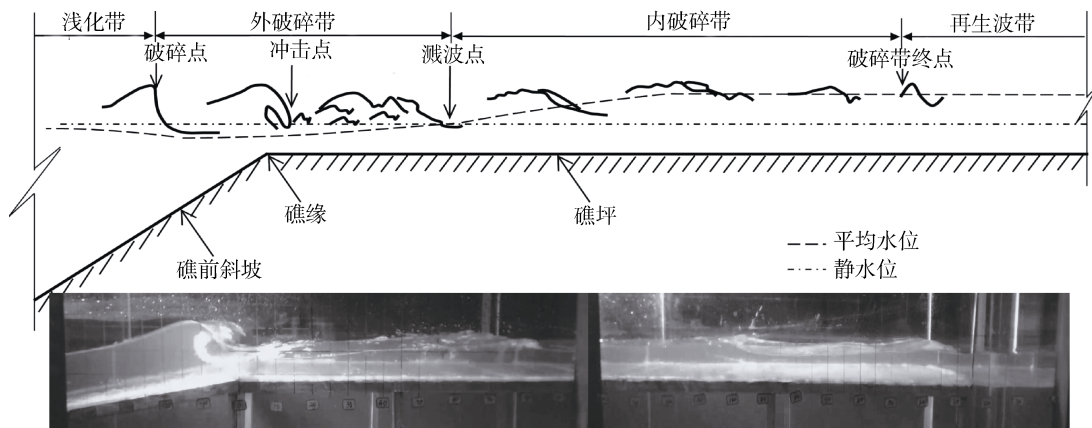 浅化带
外破碎带
内破碎带
再生波带
破碎点
冲击点
溅波点
破碎带终点
礁缘
礁坪
礁前斜坡
平均水位
静水位